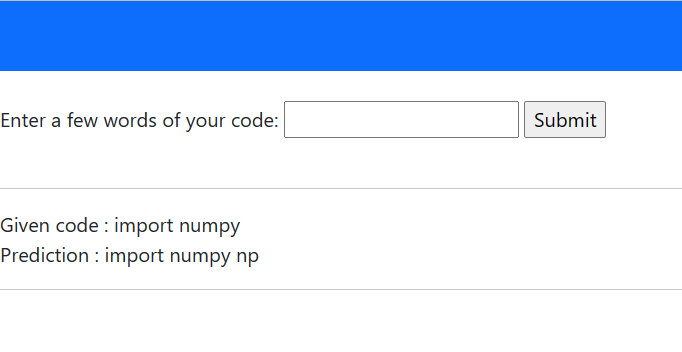 Enter a few words of your code: Submit
Given code : import numpy
Prediction : import numpy np